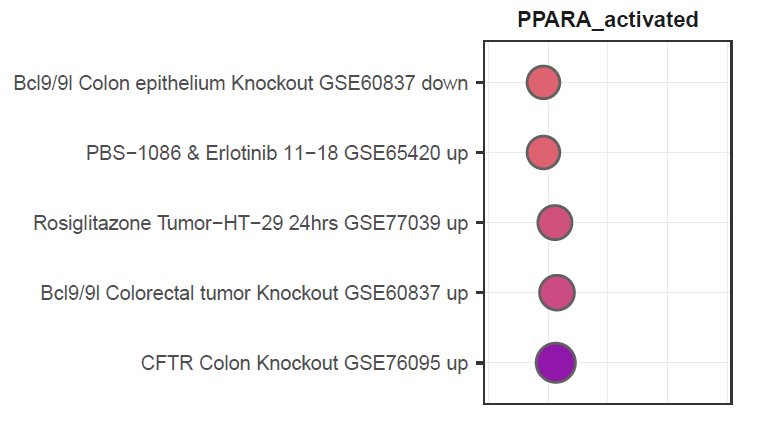 PPARA_activated
Bcl9/9l Colon epithelium Knockout GSE60837 down
PBS−1086 & Erlotinib 11−18 GSE65420 up
Rosiglitazone Tumor−HT−29 24hrs GSE77039 up
Bcl9/9l Colorectal tumor Knockout GSE60837 up
CFTR Colon Knockout GSE76095 up